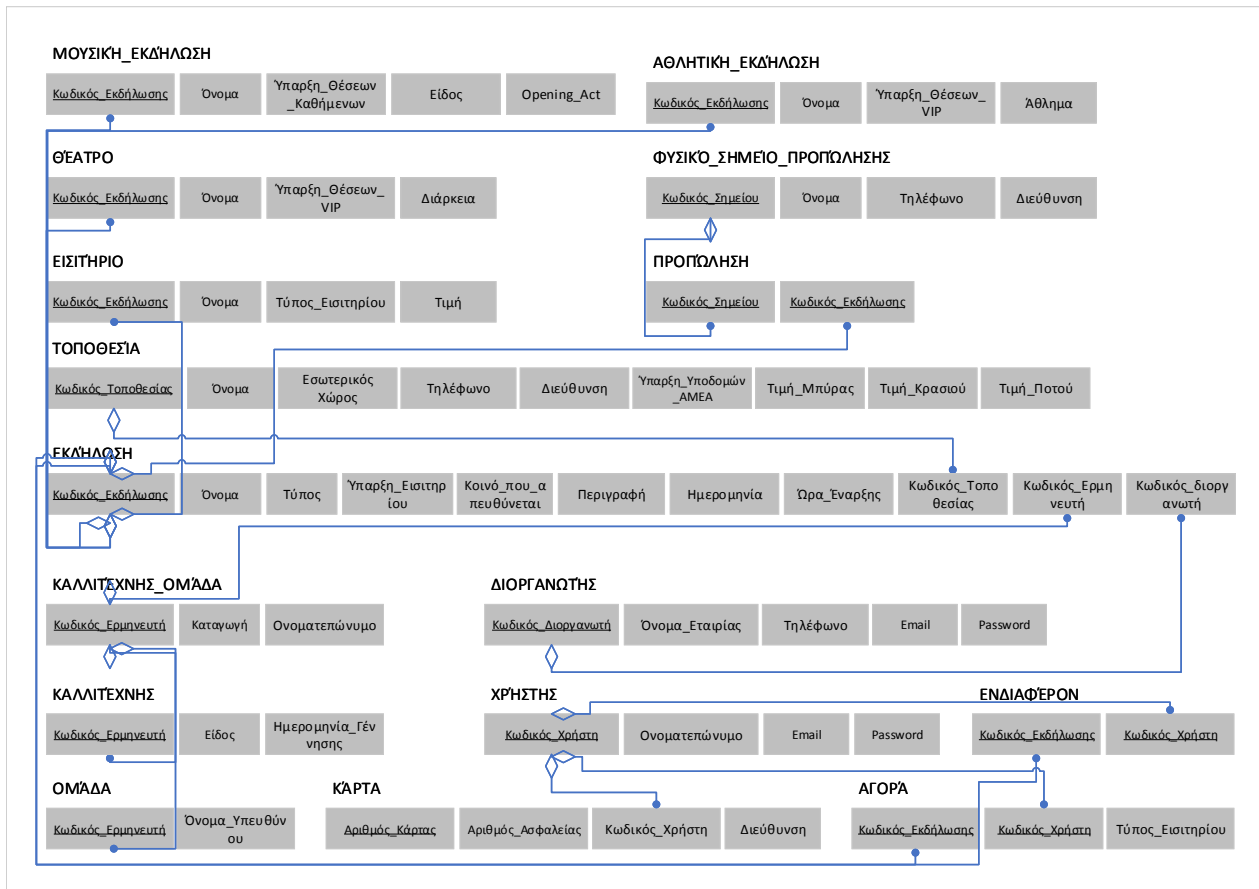 ΜΟΥΣΙΚΉ_ΕΚΔΉΛΩΣΗ
Κωδικός_Εκδήλωσης Όνομα Ύπαρξη_Θέσεων
_Καθήμενων Είδος Opening_Act
ΑΘΛΗΤΙΚΉ_ΕΚΔΉΛΩΣΗ
Κωδικός_Εκδήλωσης Όνομα Ύπαρξη_Θέσεων_
VIP Άθλημα
ΘΈΑΤΡΟ
Κωδικός_Εκδήλωσης Όνομα Ύπαρξη_Θέσεων_
VIP Διάρκεια
ΦΥΣΙΚΌ_ΣΗΜΕΊΟ_ΠΡΟΠΏΛΗΣΗΣ
Κωδικός_Σημείου Όνομα Τηλέφωνο Διεύθυνση
ΕΙΣΙΤΉΡΙΟ
Κωδικός_Εκδήλωσης Όνομα Τύπος_Εισιτηρίου Τιμή
ΠΡΟΠΏΛΗΣΗ
Κωδικός_Σημείου Κωδικός_Εκδήλωσης
ΤΟΠΟΘΕΣΊΑ
Κωδικός_Τοποθεσίας Όνομα Εσωτερικός
Χώρος Τηλέφωνο Διεύθυνση Ύπαρξη_Υποδομών
_ΑΜΕΑ Τιμή_Μπύρας Τιμή_Κρασιού Τιμή_Ποτού
ΕΚΔΉΛΩΣΗ
Κωδικός_Εκδήλωσης Όνομα Τύπος Ύπαρξη_Εισιτηρ
ίου Κοινό_που_α
πευθύνεται Περιγραφή Ημερομηνία Ώρα_Έναρξης Κωδικός_Τοπο
θεσίας Κωδικός_Ερμη
νευτή Κωδικός_διοργ
ανωτή
ΚΑΛΛΙΤΈΧΝΗΣ_ΟΜΆΔΑ
Κωδικός_Ερμηνευτή Καταγωγή Ονοματεπώνυμο
ΔΙΟΡΓΑΝΩΤΉΣ
Κωδικός_Διοργανωτή Όνομα_Εταιρίας Τηλέφωνο Email Password
ΚΑΛΛΙΤΈΧΝΗΣ
Κωδικός_Ερμηνευτή Είδος Ημερομηνία_Γέν
νησης
ΧΡΉΣΤΗΣ
Κωδικός_Χρήστη Ονοματεπώνυμο Email Password
ΕΝΔΙΑΦΈΡΟΝ
Κωδικός_Εκδήλωσης Κωδικός_Χρήστη
ΟΜΆΔΑ
Κωδικός_Ερμηνευτή Όνομα_Υπευθύν
ου
ΚΆΡΤΑ
Αριθμός_Κάρτας Αριθμός_Ασφαλείας Κωδικός_Χρήστη Διεύθυνση
ΑΓΟΡΆ
Κωδικός_Εκδήλωσης Κωδικός_Χρήστη Τύπος_Εισιτηρίου